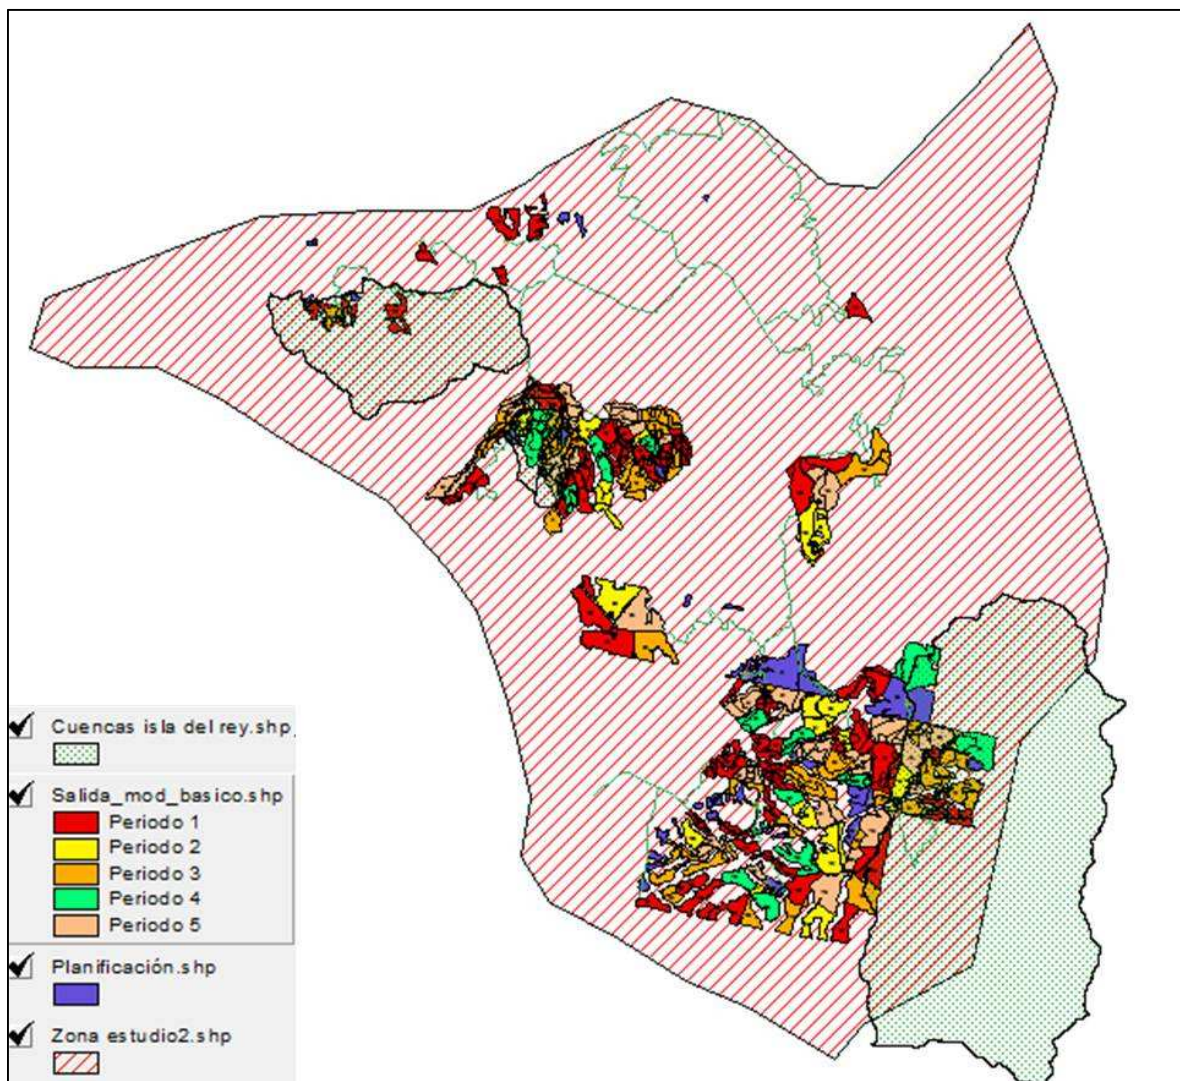 Cuencas isla del rey.shp
Salida_mod_basico.shp
Periodo 1
Periodo 2
Periodo 3
Periodo 4
Periodo 5
Planificación.shp
Zona estudio2.shp